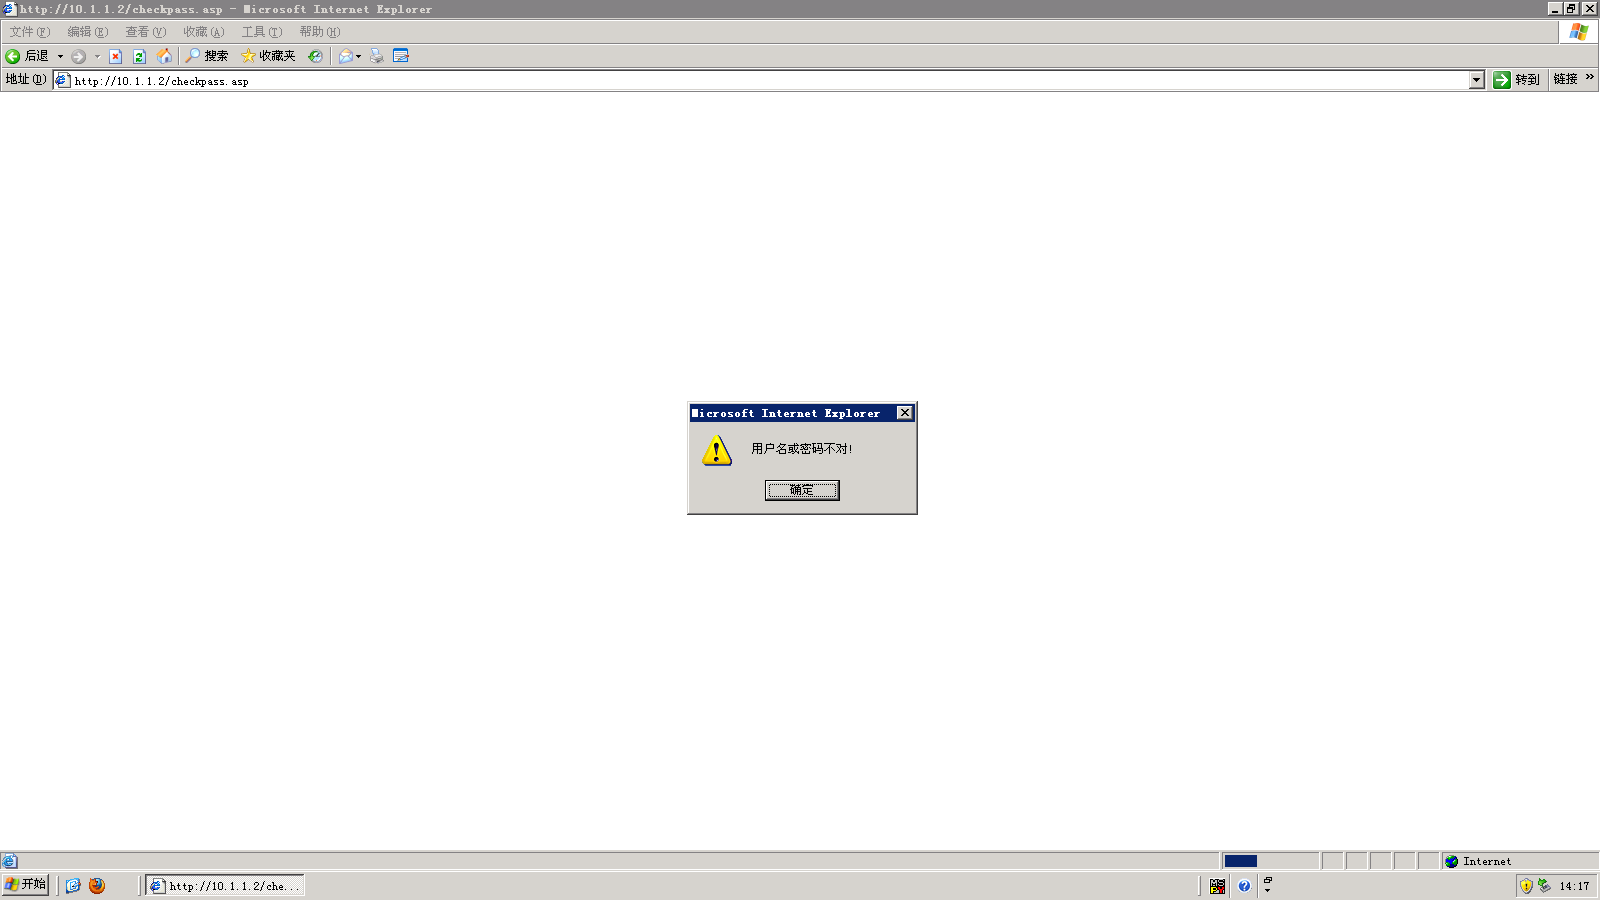 http://10.1.1.2/checkpass.asp - Microsoft Internet Explorer
文件(F) 编辑(E) 查看(V) 收藏(A) 工具(T) 帮助(H)
后退 搜索 收藏夹
地址(D) http://10.1.1.2/checkpass.asp 转到 链接 »
Microsoft Internet Explorer
用户名或密码不对!
确定
Internet
开始 http://10.1.1.2/che... 14:17